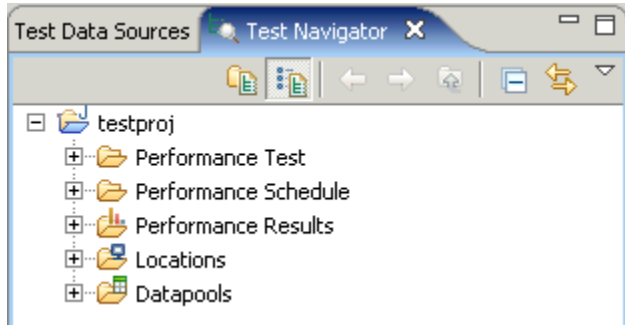 Test Data Sources Test Navigator
testproj
Performance Test
Performance Schedule
Performance Results
Locations
Datapools